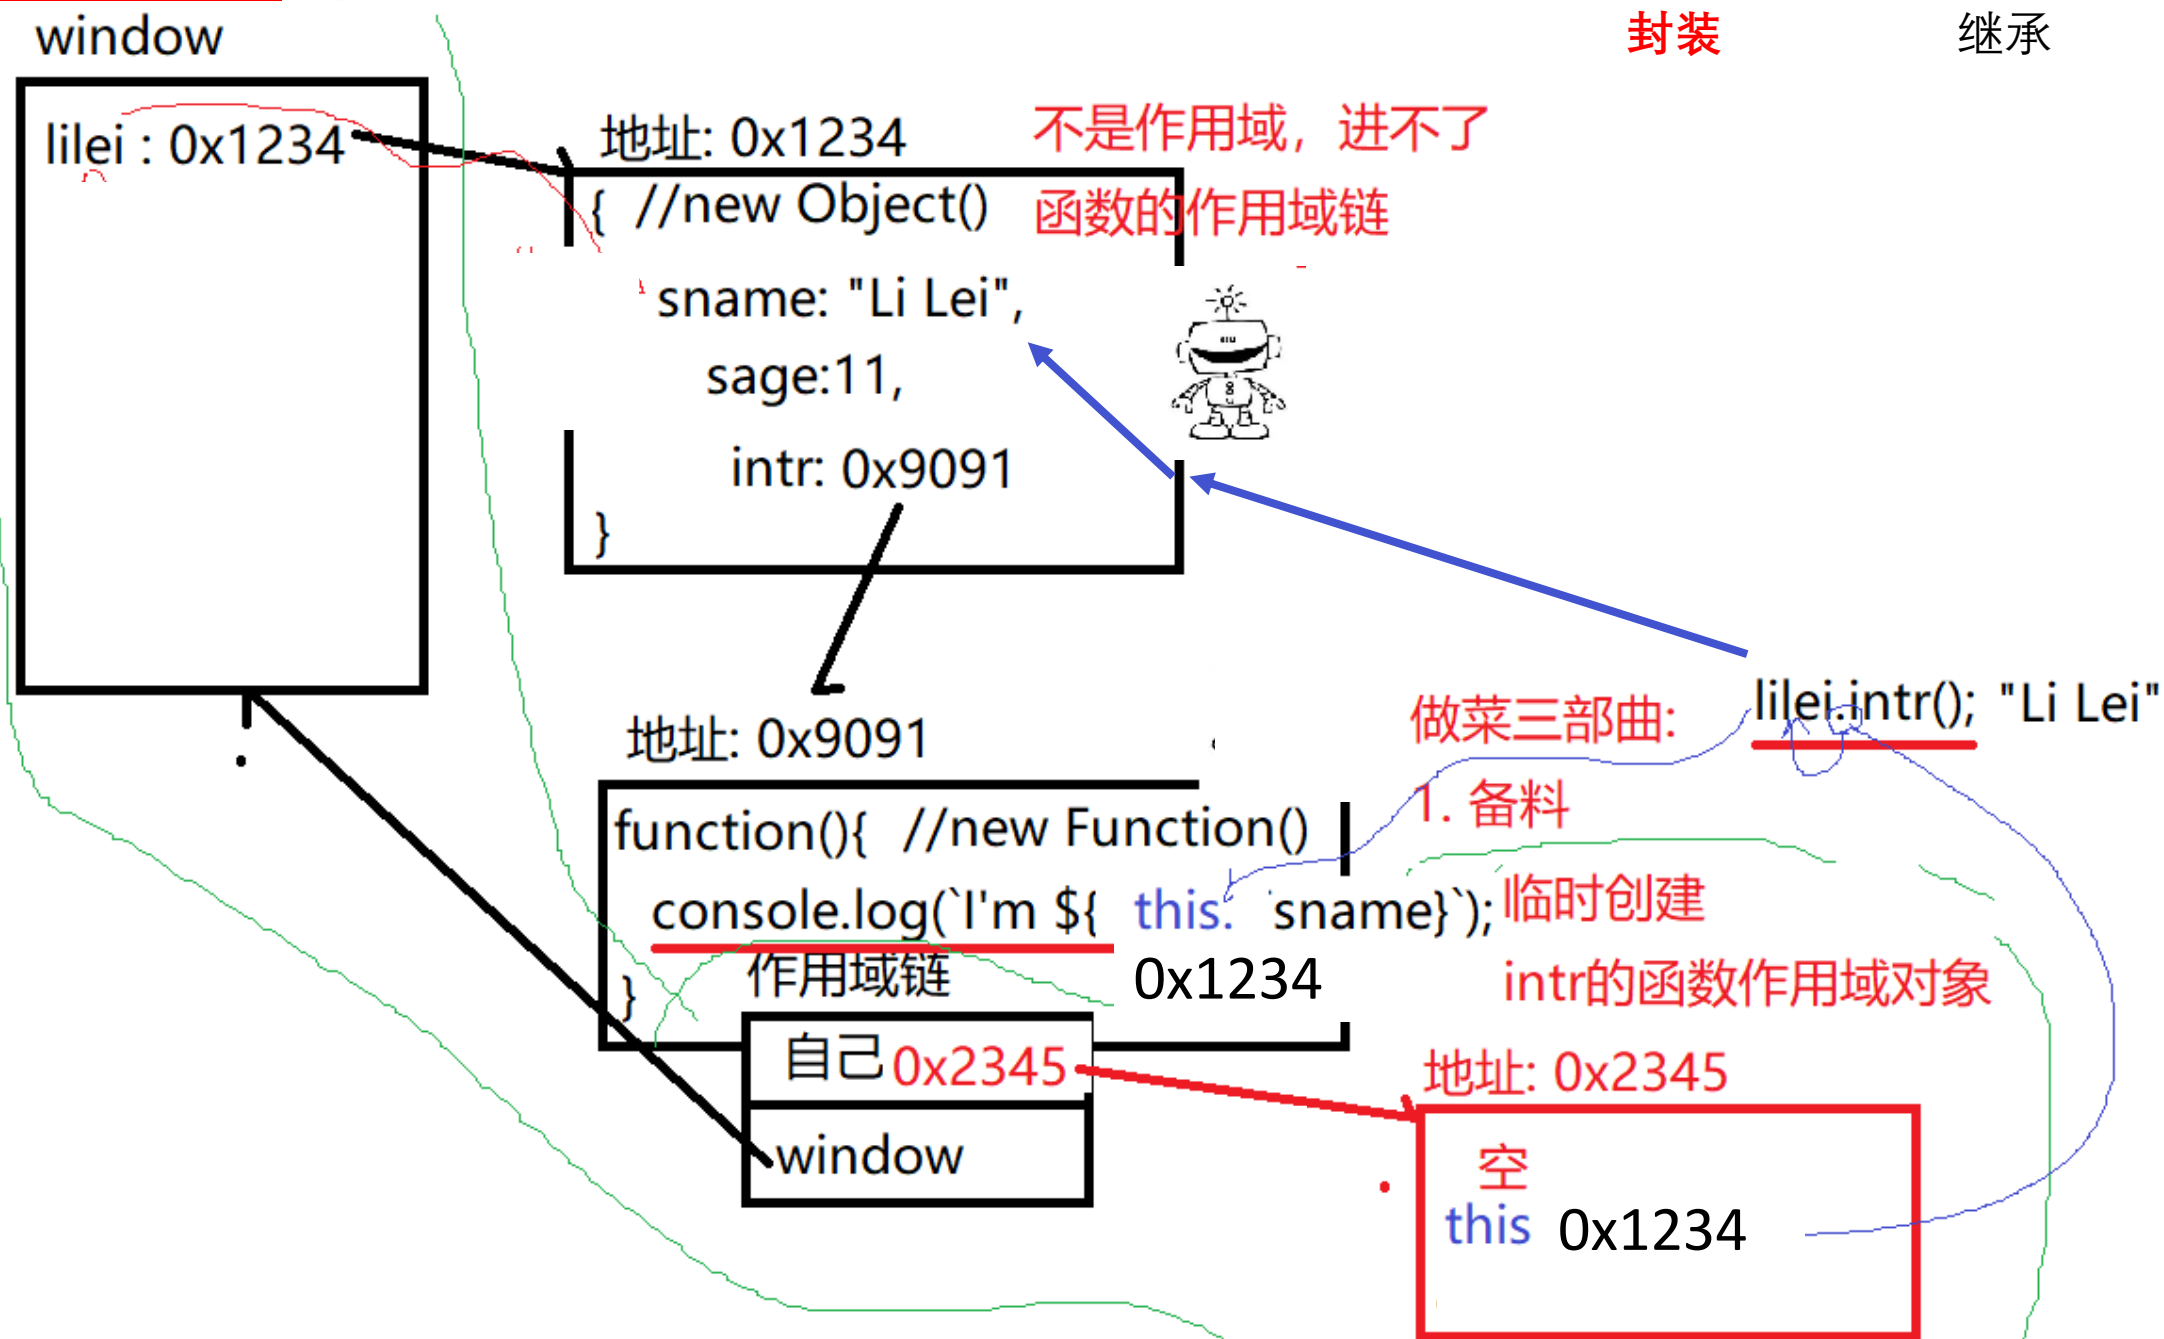 window
封装
继承
lilei : 0x1234
地址: 0x1234
不是作用域，进不了
函数的作用域链
{ //new Object()
sname: "Li Lei",
sage:11,
intr: 0x9091
}
lilei.intr(); "Li Lei"
做菜三部曲:
1. 备料
地址: 0x9091
function(){ //new Function()
console.log(`I'm ${ this. sname}`);
临时创建
intr的函数作用域对象
作用域链
0x1234
}
自己 0x2345
window
地址: 0x2345
空
this 0x1234